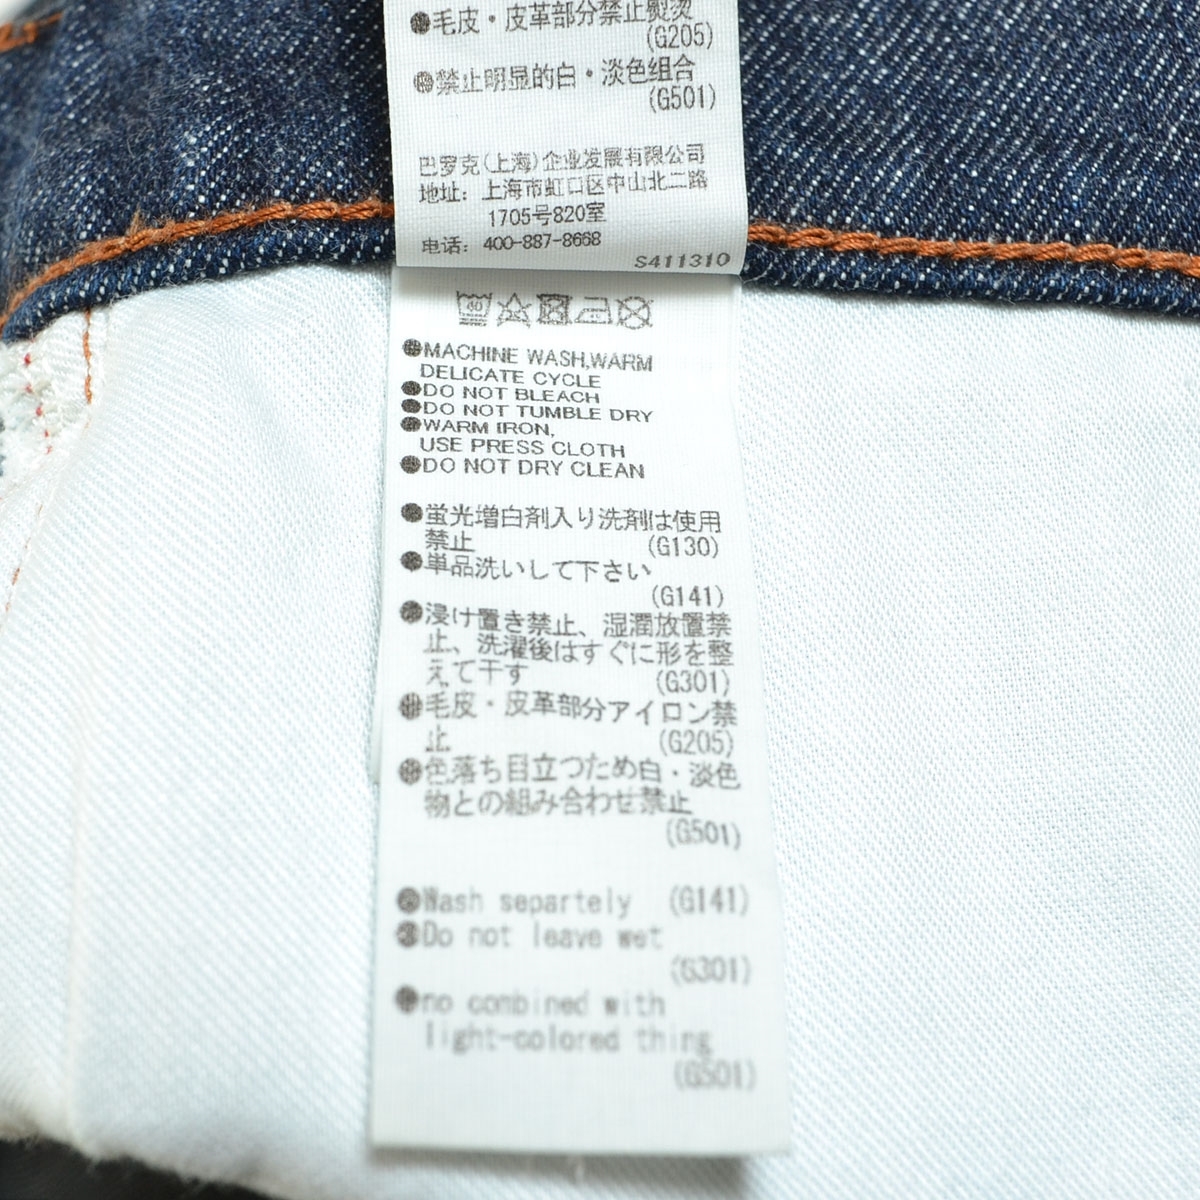 ●毛皮・皮革部分禁止熨烫
(G205)
●禁止明显的白・淡色组合
(G501)
巴罗克(上海)企业发展有限公司
地址: 上海市虹口区中山北二路
1705号820室
电话: 400-887-8668
S411310
40
●MACHINE WASH,WARM
DELICATE CYCLE
●DO NOT BLEACH
●DO NOT TUMBLE DRY
●WARM IRON,
USE PRESS CLOTH
●DO NOT DRY CLEAN
●蛍光増白剤入り洗剤は使用
禁止 (G130)
●単品洗いして下さい
(G141)
●浸け置き禁止、湿潤放置禁
止、洗濯後はすぐに形を整
えて干す (G301)
●毛皮・皮革部分アイロン禁
止 (G205)
●色落ち目立つため白・淡色
物との組み合わせ禁止
(G501)
●Wash separtely (G141)
●Do not leave wet
(G301)
●no combined with
light-colored thing
(G501)